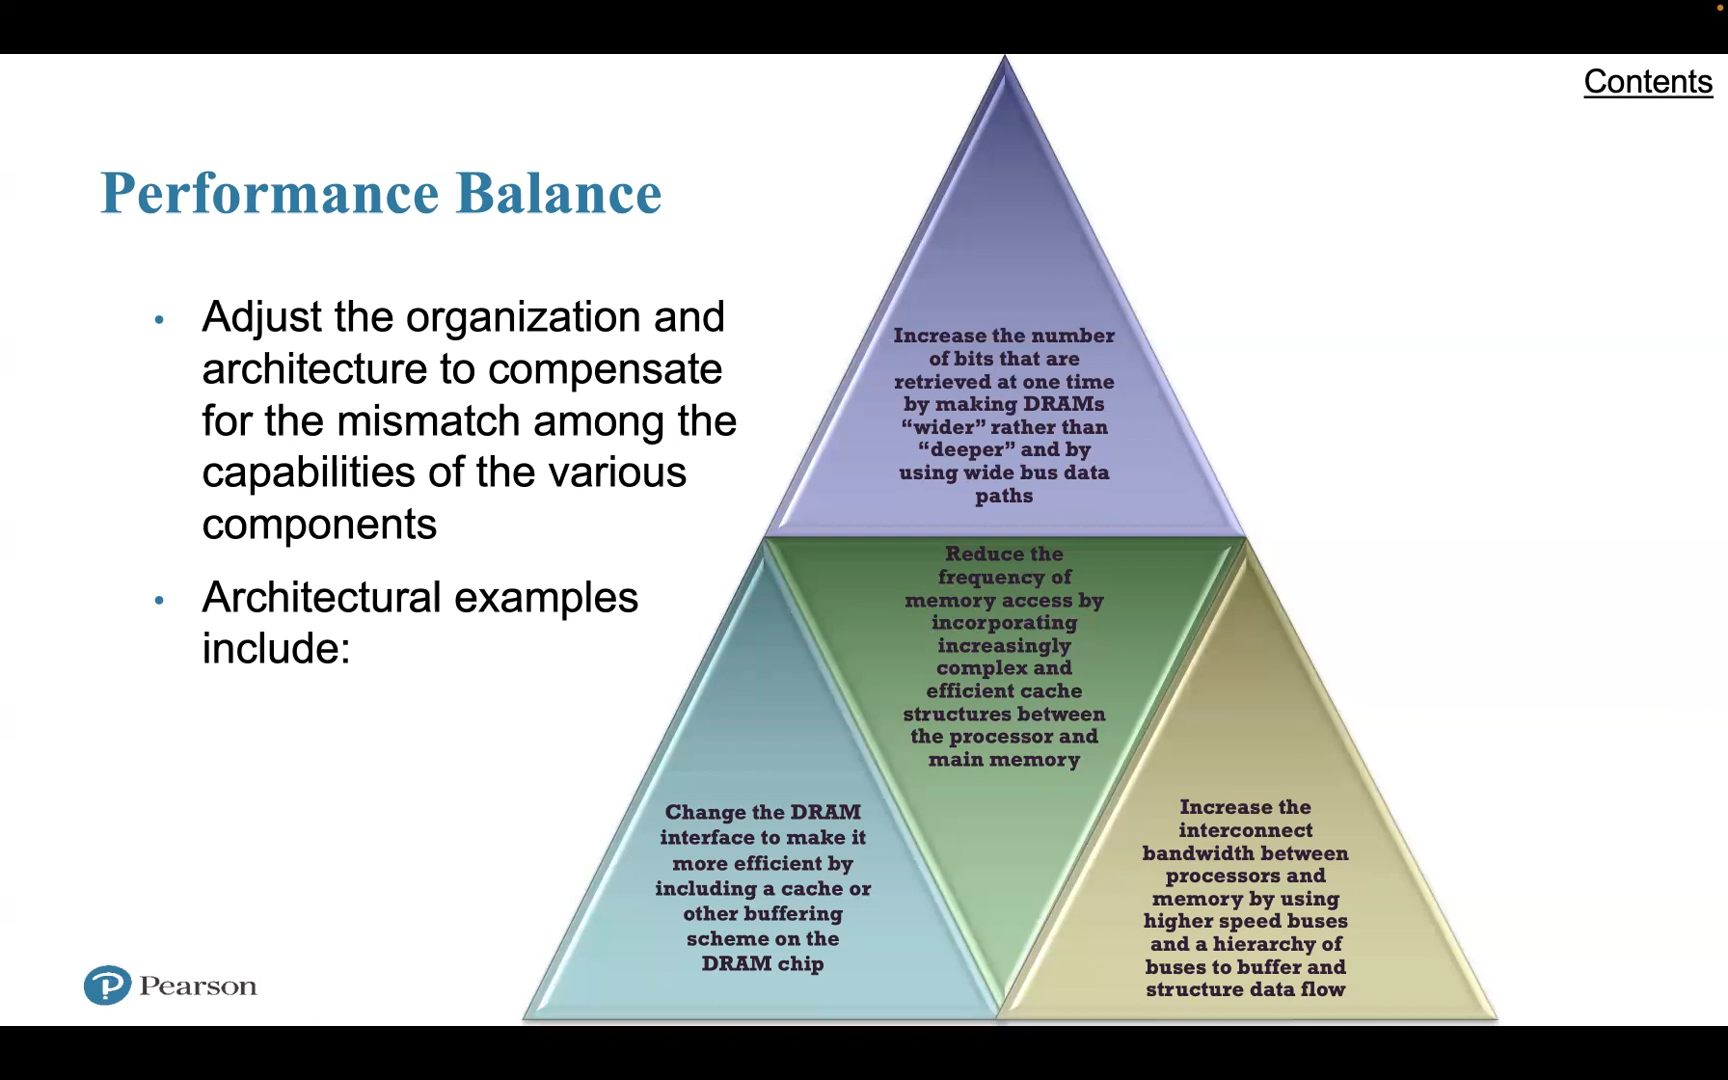 Contents
Performance Balance
• Adjust the organization and
architecture to compensate
for the mismatch among the
capabilities of the various
components
• Architectural examples
include:
Increase the number
of bits that are
retrieved at one time
by making DRAMs
“wider” rather than
“deeper” and by
using wide bus data
paths
Reduce the
frequency of
memory access by
incorporating
increasingly
complex and
efficient cache
structures between
the processor and
main memory
Change the DRAM
interface to make it
more efficient by
including a cache or
other buffering
scheme on the
DRAM chip
Increase the
interconnect
bandwidth between
processors and
memory by using
higher speed buses
and a hierarchy of
buses to buffer and
structure data flow
Pearson